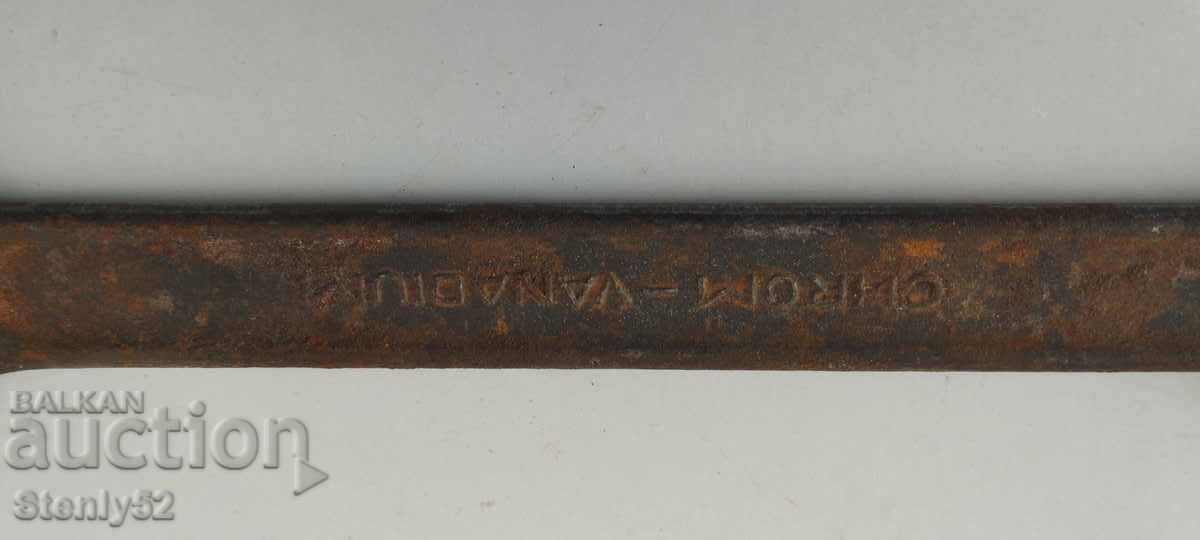 CHROM-VANADIUM
BALKAN
auction
Stenly52